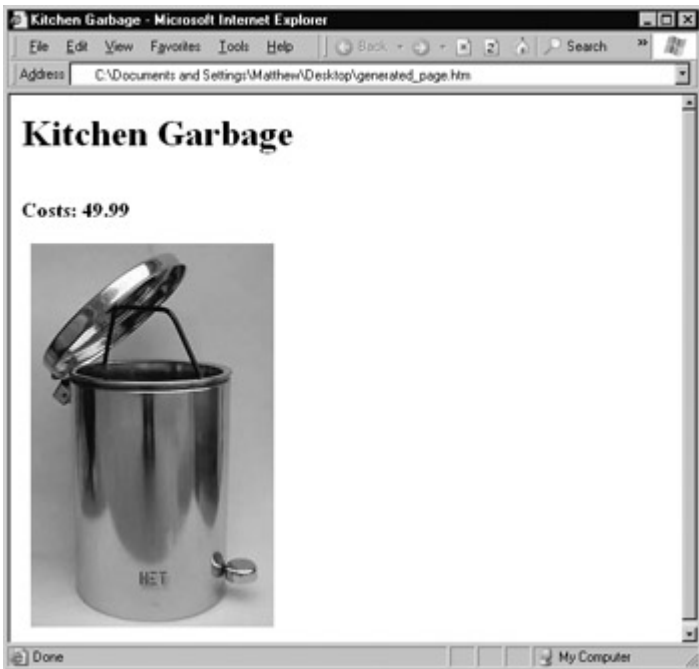 Kitchen Garbage - Microsoft Internet Explorer
File Edit View Favorites Tools Help Back Search »
Address C:\Documents and Settings\Matthew\Desktop\generated_page.htm
Kitchen Garbage
Costs: 49.99
HET
Done My Computer